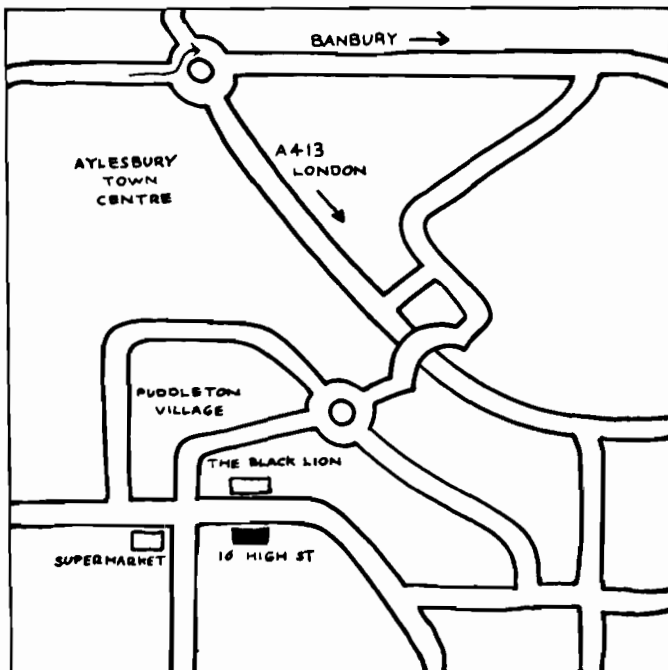 BANBURY
A413
LONDON
AYLESBURY
TOWN
CENTRE
PUDDLETON
VILLAGE
THE BLACK LION
SUPERMARKET
16 HIGH ST